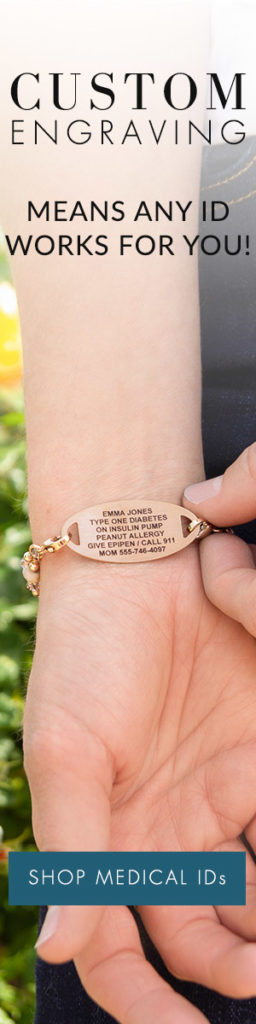 CUSTOM
ENGRAVING
MEANS ANY ID
WORKS FOR YOU!
EMMA JONES
TYPE ONE DIABETES
ON INSULIN PUMP
PEANUT ALLERGY
GIVE EPIPEN / CALL 911
MOM 555-746-4097
SHOP MEDICAL IDs